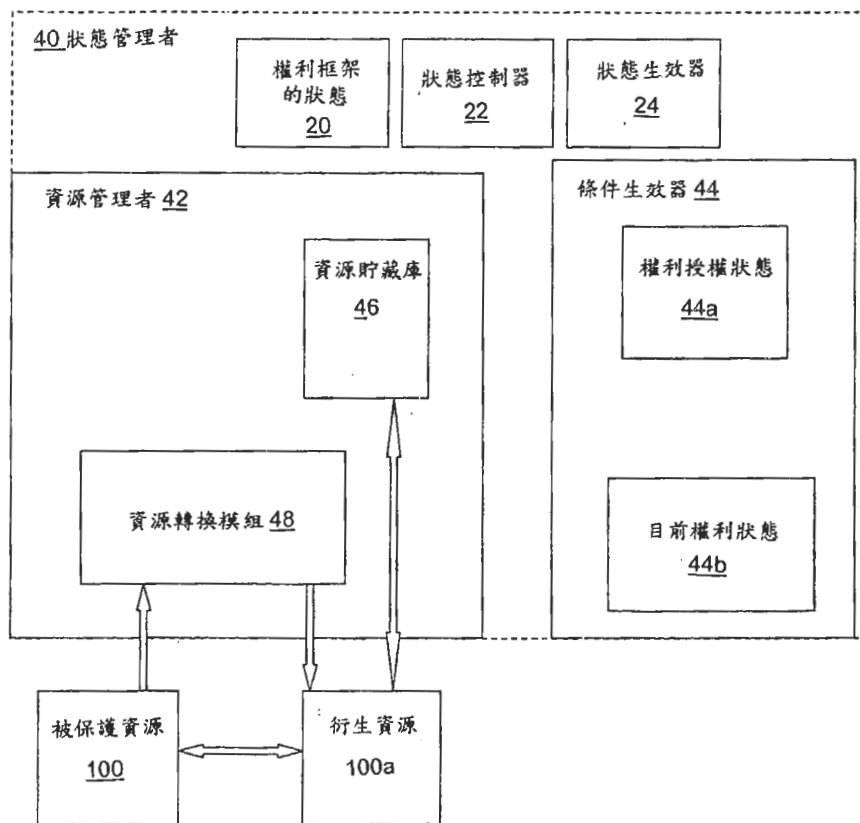 40 狀態管理者
權利框架
的狀態
20
狀態控制器
22
狀態生效器
24
資源管理者 42
條件生效器 44
資源貯藏庫
46
權利授權狀態
44a
資源轉換模組 48
目前權利狀態
44b
被保護資源
100
衍生資源
100a